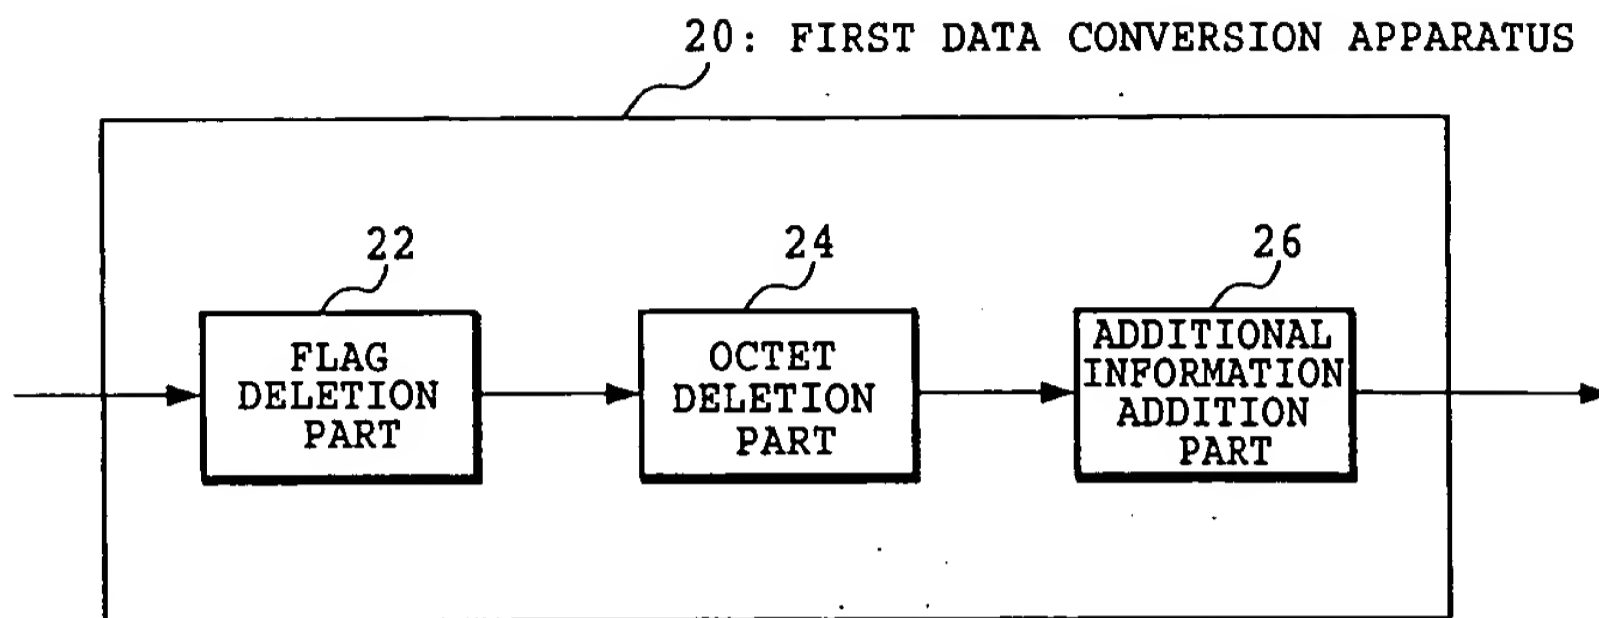 20: FIRST DATA CONVERSION APPARATUS
22
24
26
FLAG
DELETION
PART
OCTET
DELETION
PART
ADDITIONAL
INFORMATION
ADDITION
PART